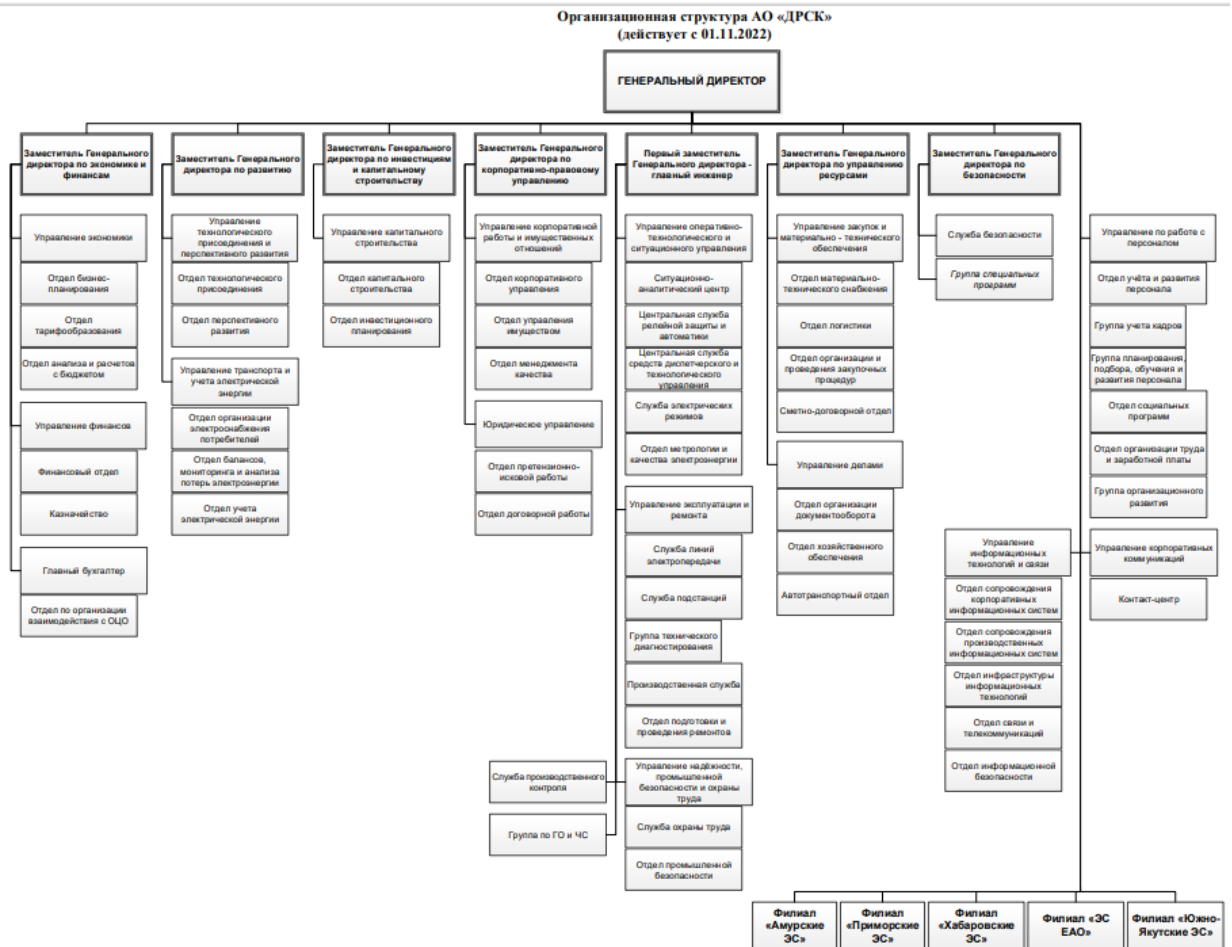 Организационная структура АО «ДРСК»
(действует с 01.11.2022)
ГЕНЕРАЛЬНЫЙ ДИРЕКТОР
Заместитель Генерального
директора по экономике и
финансам
Управление экономики
Отдел бизнес-
планирования
Отдел
тарифообразования
Отдел анализа и расчетов
с бюджетом
Управление финансов
Финансовый отдел
Казначейство
Главный бухгалтер
Отдел по организации
взаимодействия с ОЦО
Заместитель Генерального
директора по развитию
Управление
технологического
присоединения и
перспективного развития
Отдел технологического
присоединения
Отдел перспективного
развития
Управление транспорта и
учета электрической
энергии
Отдел организации
электроснабжения
потребителей
Отдел балансов,
мониторинга и анализа
потерь электроэнергии
Отдел учета
электрической энергии
Заместитель Генерального
директора по инвестициям
и капитальному
строительству
Управление капитального
строительства
Отдел капитального
строительства
Отдел инвестиционного
планирования
Заместитель Генерального
директора по
корпоративно-правовому
управлению
Управление корпоративной
работы и имущественных
отношений
Отдел корпоративного
управления
Отдел управления
имуществом
Отдел менеджмента
качества
Юридическое управление
Отдел претензионно-
исковой работы
Отдел договорной работы
Первый заместитель
Генерального директора -
главный инженер
Управление оперативно-
технологического и
ситуационного управления
Ситуационно-
аналитический центр
Центральная служба
релейной защиты и
автоматики
Центральная служба
средств диспетчерского и
технологического
управления
Служба электрических
режимов
Отдел метрологии и
качества электроэнергии
Управление эксплуатации и
ремонта
Служба линий
электропередачи
Служба подстанций
Группа технического
диагностирования
Производственная служба
Отдел подготовки и
проведения ремонтов
Служба производственного
контроля
Управление надёжности,
промышленной
безопасности и охраны
труда
Группа по ГО и ЧС
Служба охраны труда
Отдел промышленной
безопасности
Заместитель Генерального
директора по управлению
ресурсами
Управление закупок и
материально - технического
обеспечения
Отдел материально-
технического снабжения
Отдел логистики
Отдел организации и
проведения закупочных
процедур
Сметно-договорной отдел
Управление делами
Отдел организации
документооборота
Отдел хозяйственного
обеспечения
Автотранспортный отдел
Заместитель Генерального
директора по
безопасности
Служба безопасности
Группа специальных
программ
Управление по работе с
персоналом
Отдел учёта и развития
персонала
Группа учета кадров
Группа планирования,
подбора, обучения и
развития персонала
Отдел социальных
программ
Отдел организации труда
и заработной платы
Группа организационного
развития
Управление
информационных
технологий и связи
Отдел сопровождения
корпоративных
информационных систем
Отдел сопровождения
производственных
информационных систем
Отдел инфраструктуры
информационных
технологий
Отдел связи и
телекоммуникаций
Отдел информационной
безопасности
Управление корпоративных
коммуникаций
Контакт-центр
Филиал
«Амурские
ЭС»
Филиал
«Приморские
ЭС»
Филиал
«Хабаровские
ЭС»
Филиал «ЭС
ЕАО»
Филиал «Южно-
Якутские ЭС»